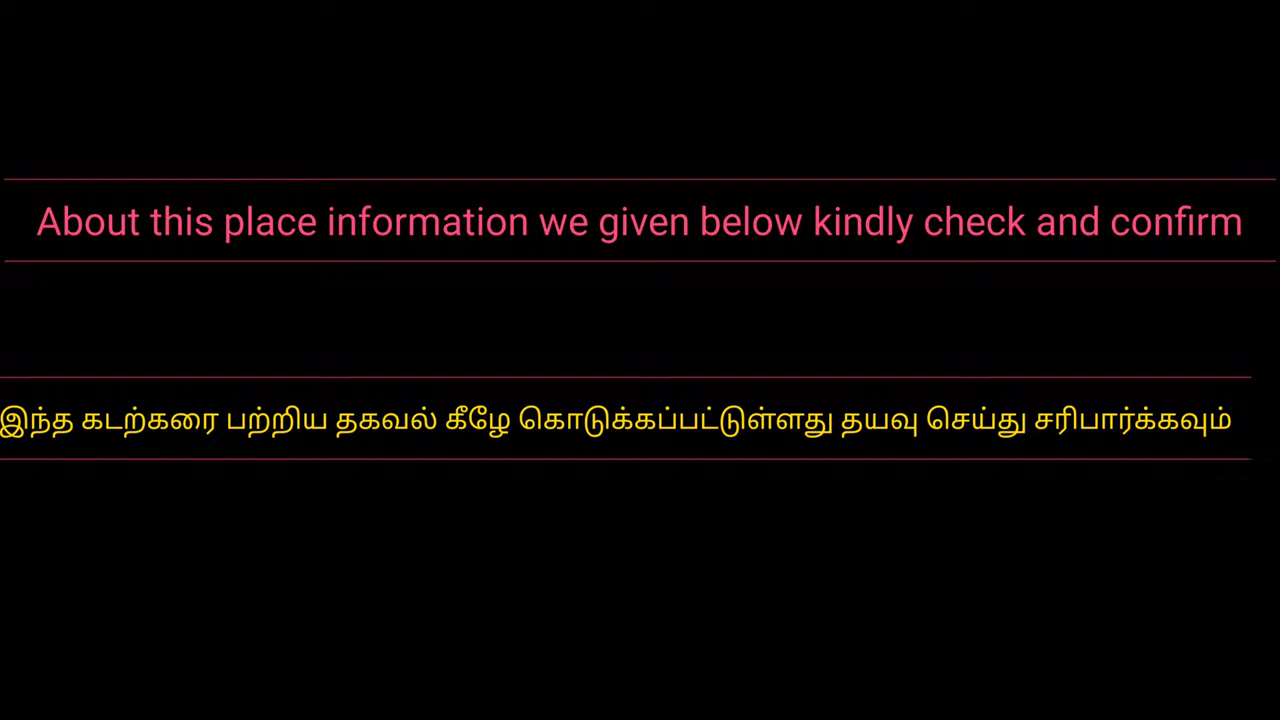 About this place information we given below kindly check and confirm
இந்த கடற்கரை பற்றிய தகவல் கீழே கொடுக்கப்பட்டுள்ளது தயவு செய்து சரிபார்க்கவும்